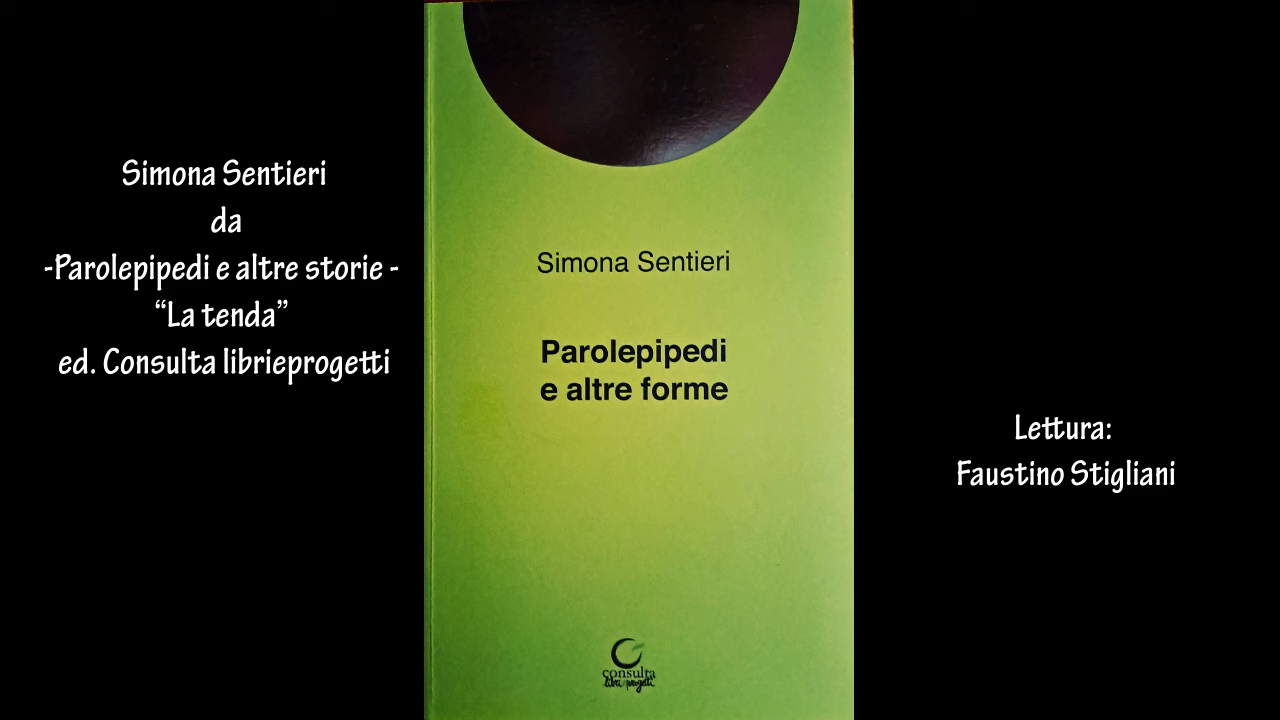 Simona Sentieri
da
-Parolepipedi e altre storie -
“La tenda”
ed. Consulta librieprogetti
Simona Sentieri
Parolepipedi
e altre forme
consulta
libri e progetti
Lettura:
Faustino Stigliani